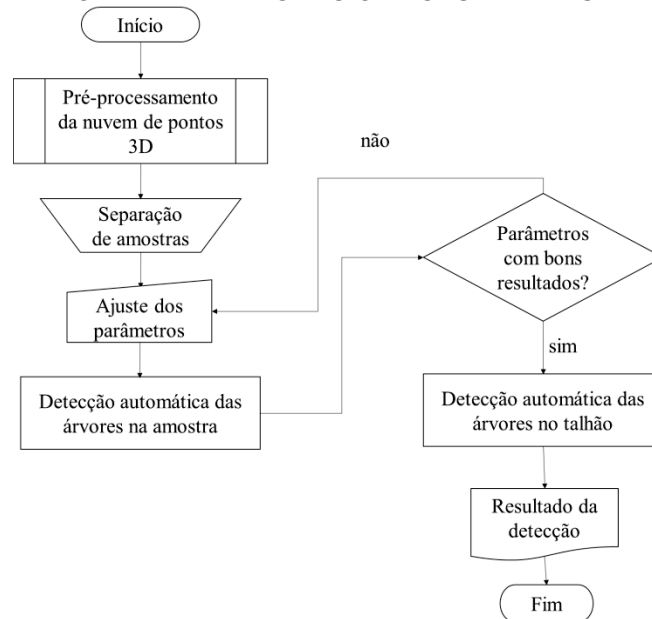 Início
Pré-processamento
da nuvem de pontos
3D
Separação
de amostras
Ajuste dos
parâmetros
Detecção automática das
árvores na amostra
não
Parâmetros
com bons
resultados?
sim
Detecção automática das
árvores no talhão
Resultado da
detecção
Fim